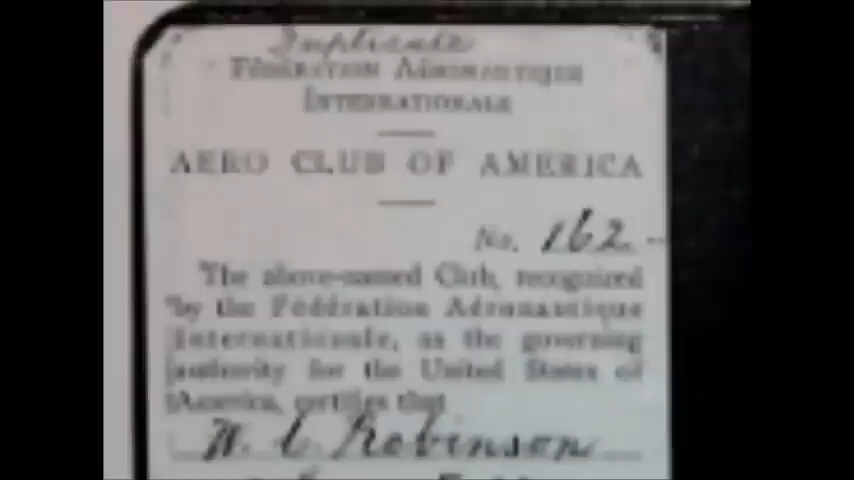 Duplicate
FÉDÉRATION AÉRONAUTIQUE
INTERNATIONALE
AERO CLUB OF AMERICA
No. 162
The above-named Club, recognized
by the Fédération Aéronautique
Internationale, as the governing
authority for the United States of
America, certifies that
W. C. Robinson